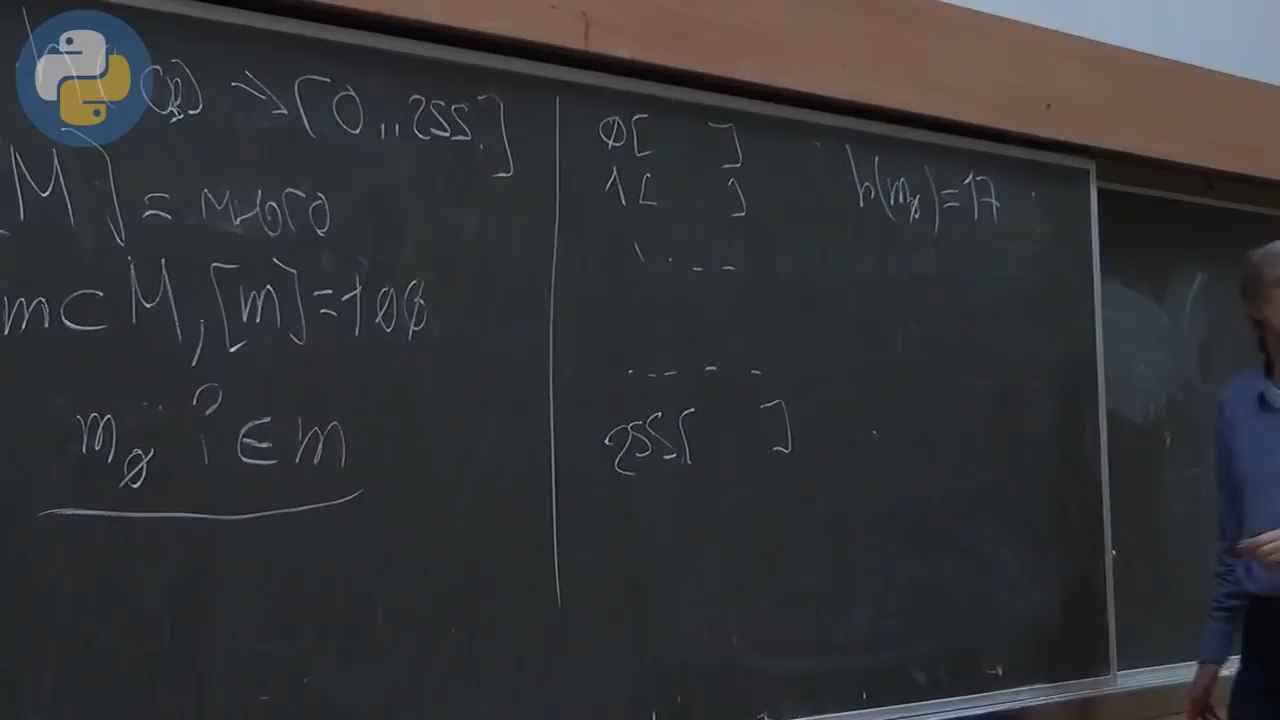 (B) → [0..255.]
[M] = много
m ⊂ M, [m] = 100
m₀ ? ∈ m
0[ ]
1[ ]
255[ ]
h(m₀) = 17